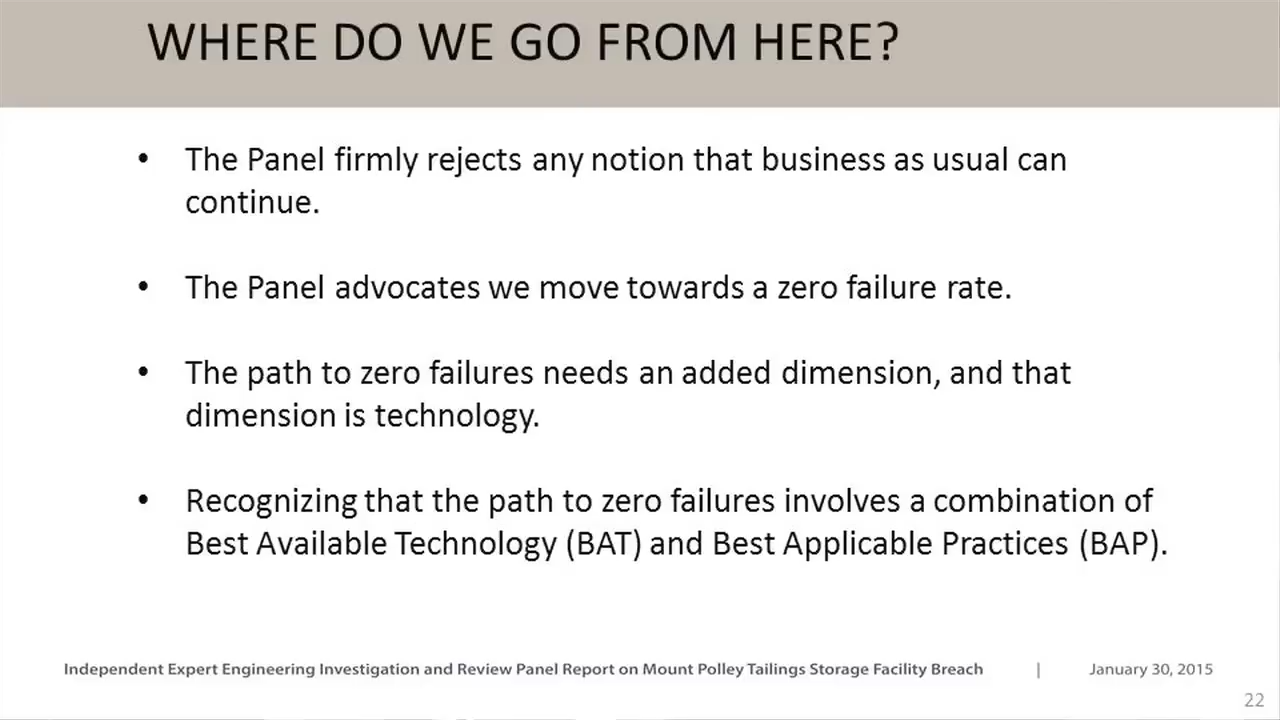 WHERE DO WE GO FROM HERE?
• The Panel firmly rejects any notion that business as usual can
continue.
• The Panel advocates we move towards a zero failure rate.
• The path to zero failures needs an added dimension, and that
dimension is technology.
• Recognizing that the path to zero failures involves a combination of
Best Available Technology (BAT) and Best Applicable Practices (BAP).
Independent Expert Engineering Investigation and Review Panel Report on Mount Polley Tailings Storage Facility Breach | January 30, 2015
22